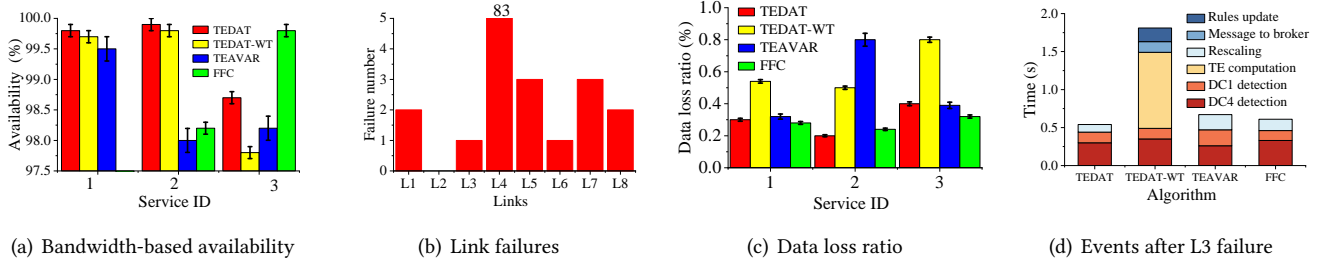 100.0
99.5
99.0
98.5
98.0
97.5
Availability (%)
TEDAT
TEDAT-WT
TEAVAR
FFC
1 2 3
Service ID
(a) Bandwidth-based availability
83
5
4
3
2
1
0
Failure number
L1 L2 L3 L4 L5 L6 L7 L8
Links
(b) Link failures
1.0
0.8
0.6
0.4
0.2
0.0
Data loss ratio (%)
TEDAT
TEDAT-WT
TEAVAR
FFC
1 2 3
Service ID
(c) Data loss ratio
2.0
1.5
1.0
0.5
0.0
Time (s)
Rules update
Message to broker
Rescaling
TE computation
DC1 detection
DC4 detection
TEDAT TEDAT-WT TEAVAR FFC
Algorithm
(d) Events after L3 failure